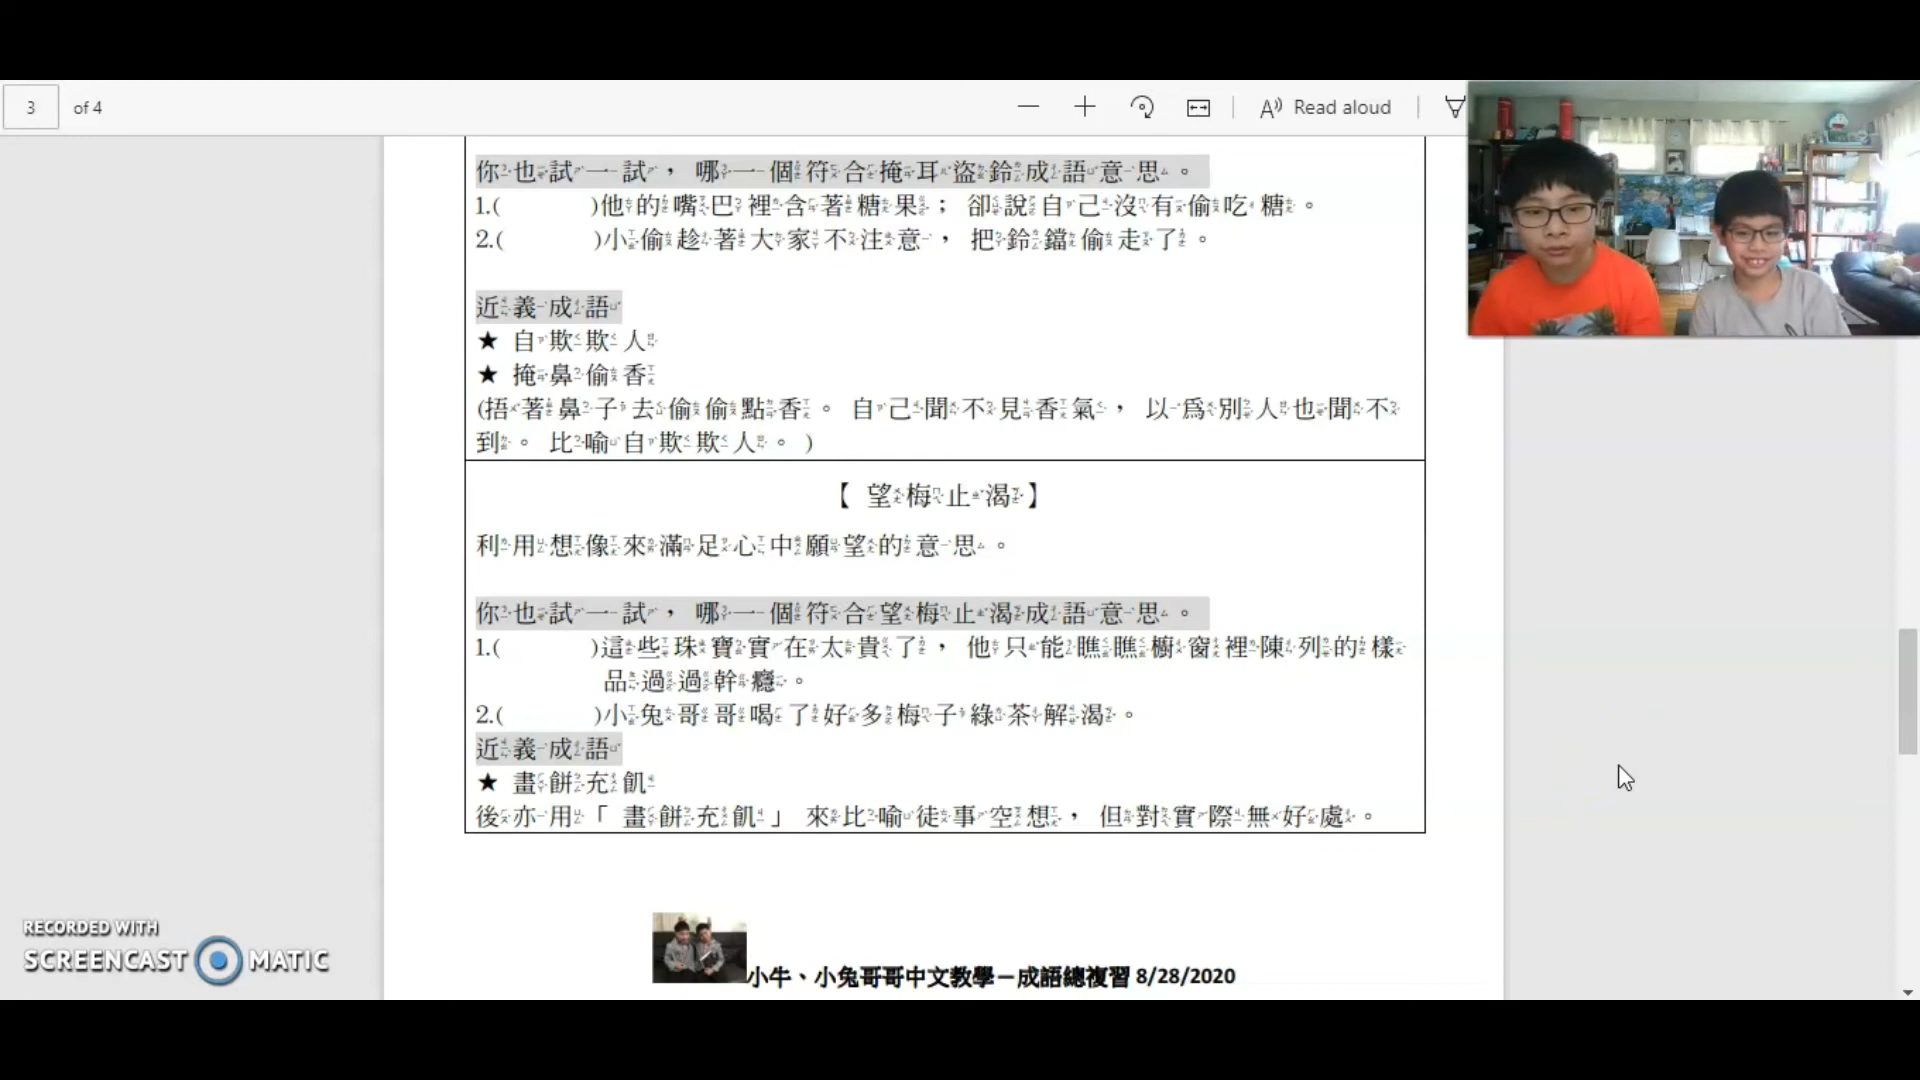 3 of 4
Read aloud
你也試一試，哪一個符合掩耳盜鈴成語意思。
1.( )他的嘴巴裡含著糖果；卻說自己沒有偷吃糖。
2.( )小偷趁著大家不注意，把鈴鐺偷走了。
近義成語
★ 自欺欺人
★ 掩鼻偷香
(捂著鼻子去偷偷點香。自己聞不見香氣，以為別人也聞不
到。比喻自欺欺人。)
【望梅止渴】
利用想像來滿足心中願望的意思。
你也試一試，哪一個符合望梅止渴成語意思。
1.( )這些珠寶實在太貴了，他只能瞧瞧櫥窗裡陳列的樣
品過過幹癮。
2.( )小兔哥哥喝了好多梅子綠茶解渴。
近義成語
★ 畫餅充飢
後亦用「畫餅充飢」來比喻徒事空想，但對實際無好處。
小牛、小兔哥哥中文教學－成語總複習 8/28/2020
RECORDED WITH
SCREENCAST MATIC